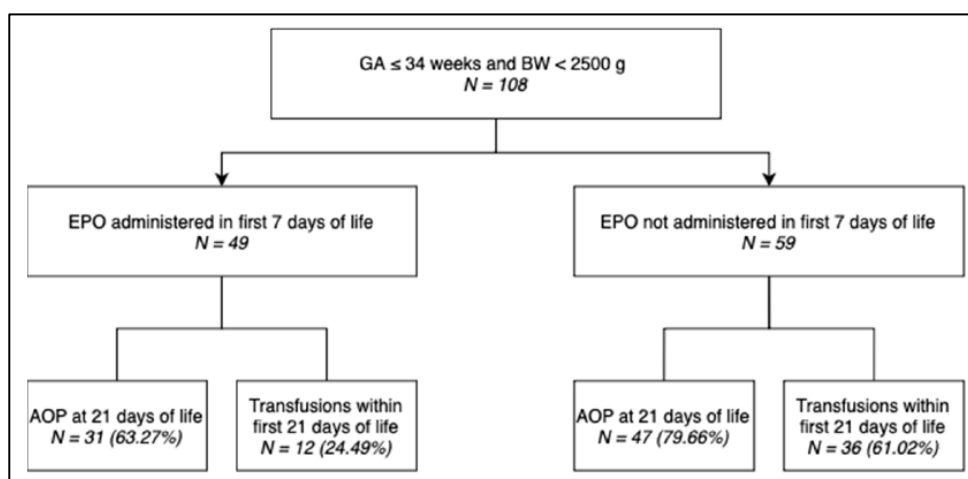 GA ≤ 34 weeks and BW < 2500 g
N = 108
EPO administered in first 7 days of life
N = 49
EPO not administered in first 7 days of life
N = 59
AOP at 21 days of life
N = 31 (63.27%)
Transfusions within
first 21 days of life
N = 12 (24.49%)
AOP at 21 days of life
N = 47 (79.66%)
Transfusions within
first 21 days of life
N = 36 (61.02%)